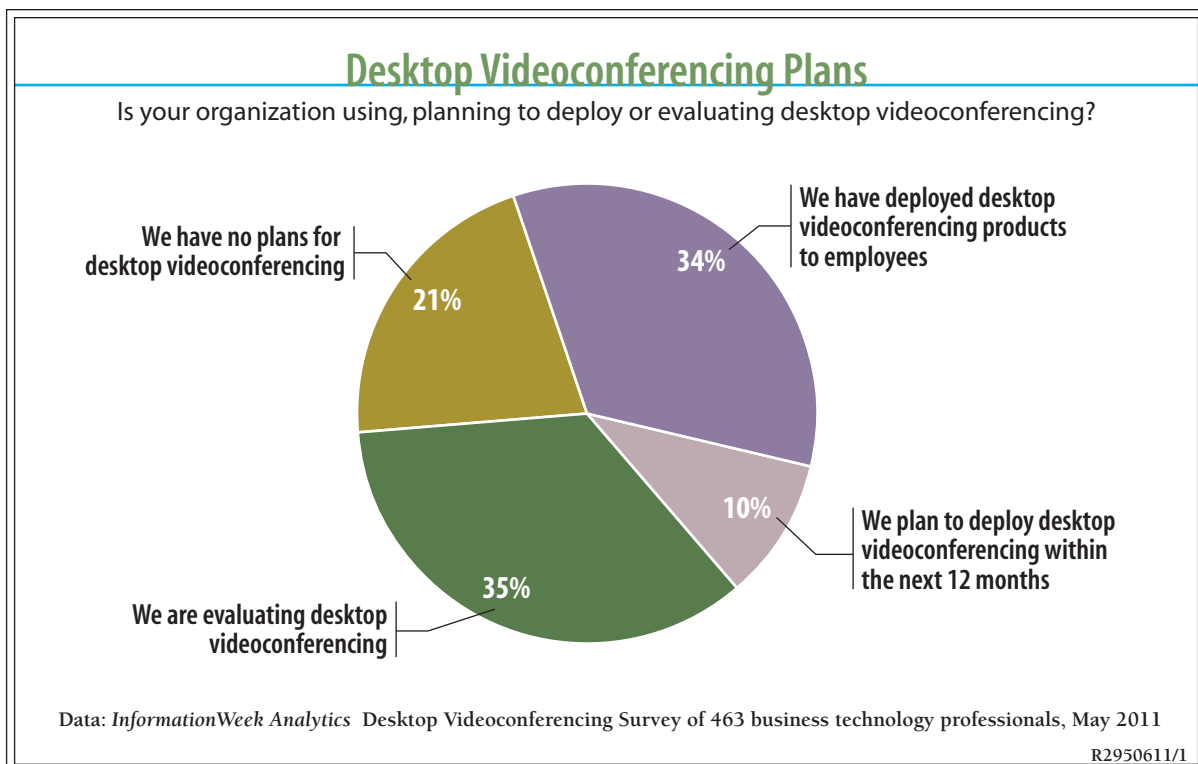 Desktop Videoconferencing Plans
Is your organization using, planning to deploy or evaluating desktop videoconferencing?
We have deployed desktop
videoconferencing products
to employees
34%
We have no plans for
desktop videoconferencing
21%
10%
We plan to deploy desktop
videoconferencing within
the next 12 months
35%
We are evaluating desktop
videoconferencing
Data: InformationWeek Analytics Desktop Videoconferencing Survey of 463 business technology professionals, May 2011
R2950611/1